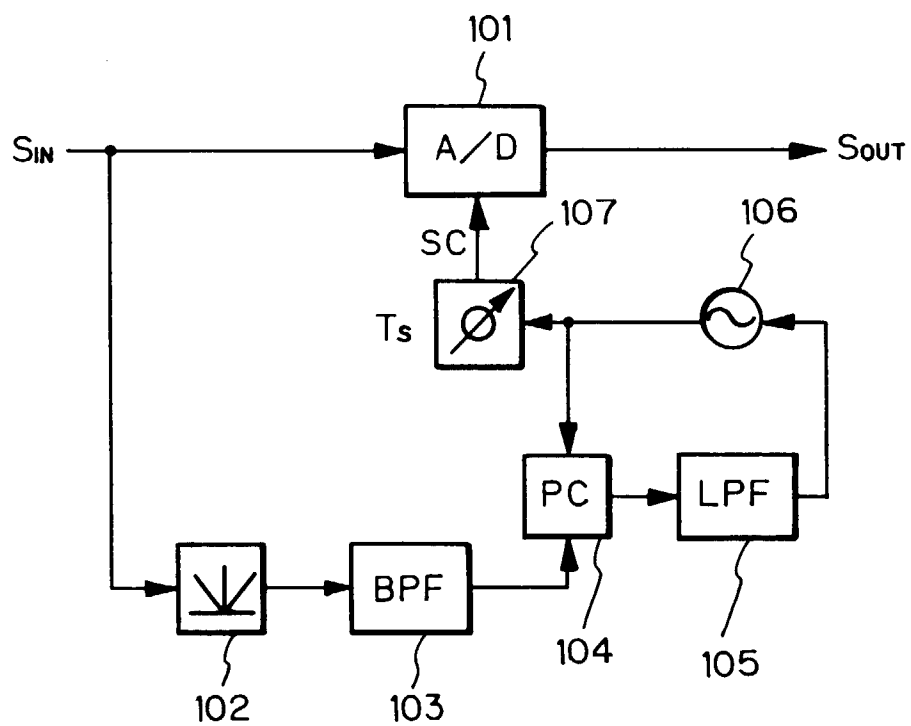 101
SIN
A/D
SOUT
SC
107
106
Ts
PC
LPF
BPF
102
103
104
105